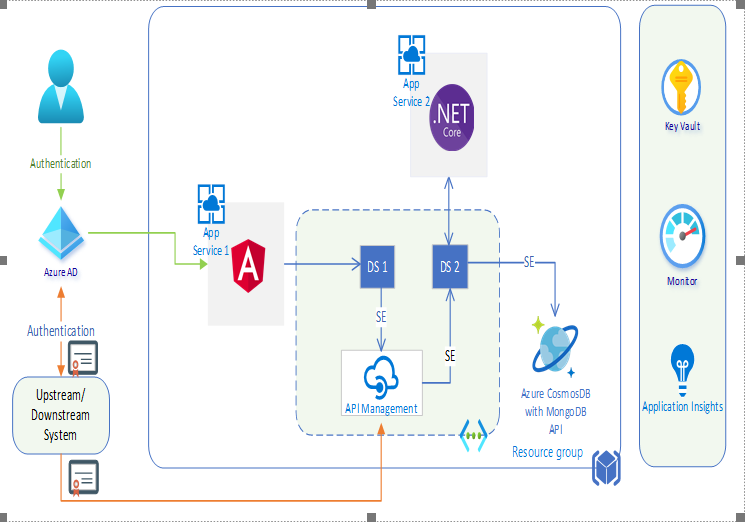 App
Service 2
.NET
Core
Key Vault
Authentication
App
Service 1
A
Azure AD
DS 1
DS 2
SE
Monitor
Authentication
SE
SE
Upstream/
Downstream
System
API Management
Azure CosmosDB
with MongoDB
API
Application Insights
Resource group